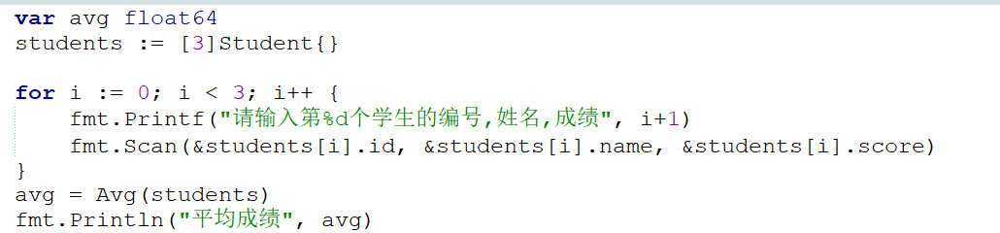 var avg float64
students := [3]Student{}
for i := 0; i < 3; i++ {
fmt.Printf("请输入第%d个学生的编号,姓名,成绩", i+1)
fmt.Scan(&students[i].id, &students[i].name, &students[i].score)
}
avg = Avg(students)
fmt.Println("平均成绩", avg)